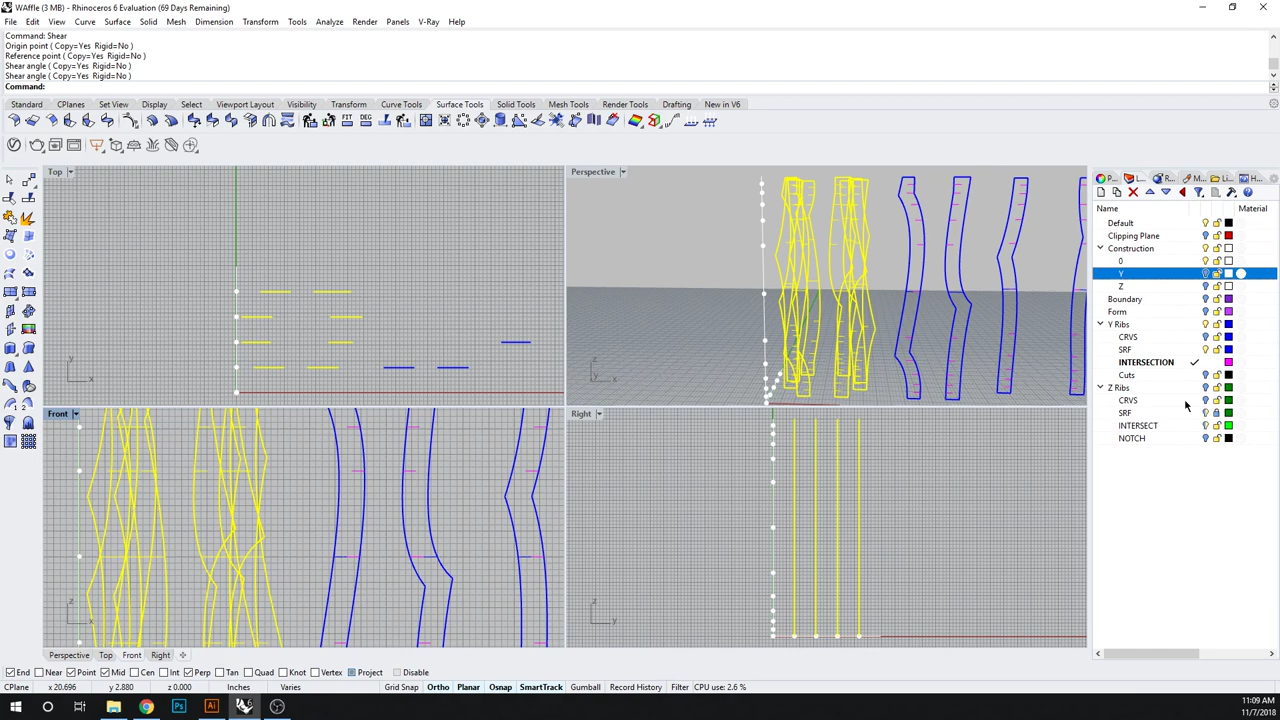 WAffle (3 MB) - Rhinoceros 6 Evaluation (69 Days Remaining)
File Edit View Curve Surface Solid Mesh Dimension Transform Tools Analyze Render Panels V-Ray Help
Command: Shear
Origin point ( Copy=Yes Rigid=No )
Reference point ( Copy=Yes Rigid=No )
Shear angle ( Copy=Yes Rigid=No )
Shear angle ( Copy=Yes Rigid=No )
Command:
Standard CPlanes Set View Display Select Viewport Layout Visibility Transform Curve Tools Surface Tools Solid Tools Mesh Tools Render Tools Drafting New in V6
FIT DEG
Top
Perspective
P... L... R... M... Li... H...
Name Material
Default
Clipping Plane
Construction
0
Y
Z
Boundary
Form
Y Ribs
CRVS
SRF
INTERSECTION
Cuts
Z Ribs
CRVS
SRF
INTERSECT
NOTCH
y x
z x
Front
Right
z x
z y
Perspective Top Front Right
End Near Point Mid Cen Int Perp Tan Quad Knot Vertex Project Disable
CPlane x 20.696 y 2.880 z 0.000 Inches Varies Grid Snap Ortho Planar Osnap SmartTrack Gumball Record History Filter CPU use: 2.6 %
Ps Ai
11:09 AM
11/7/2018